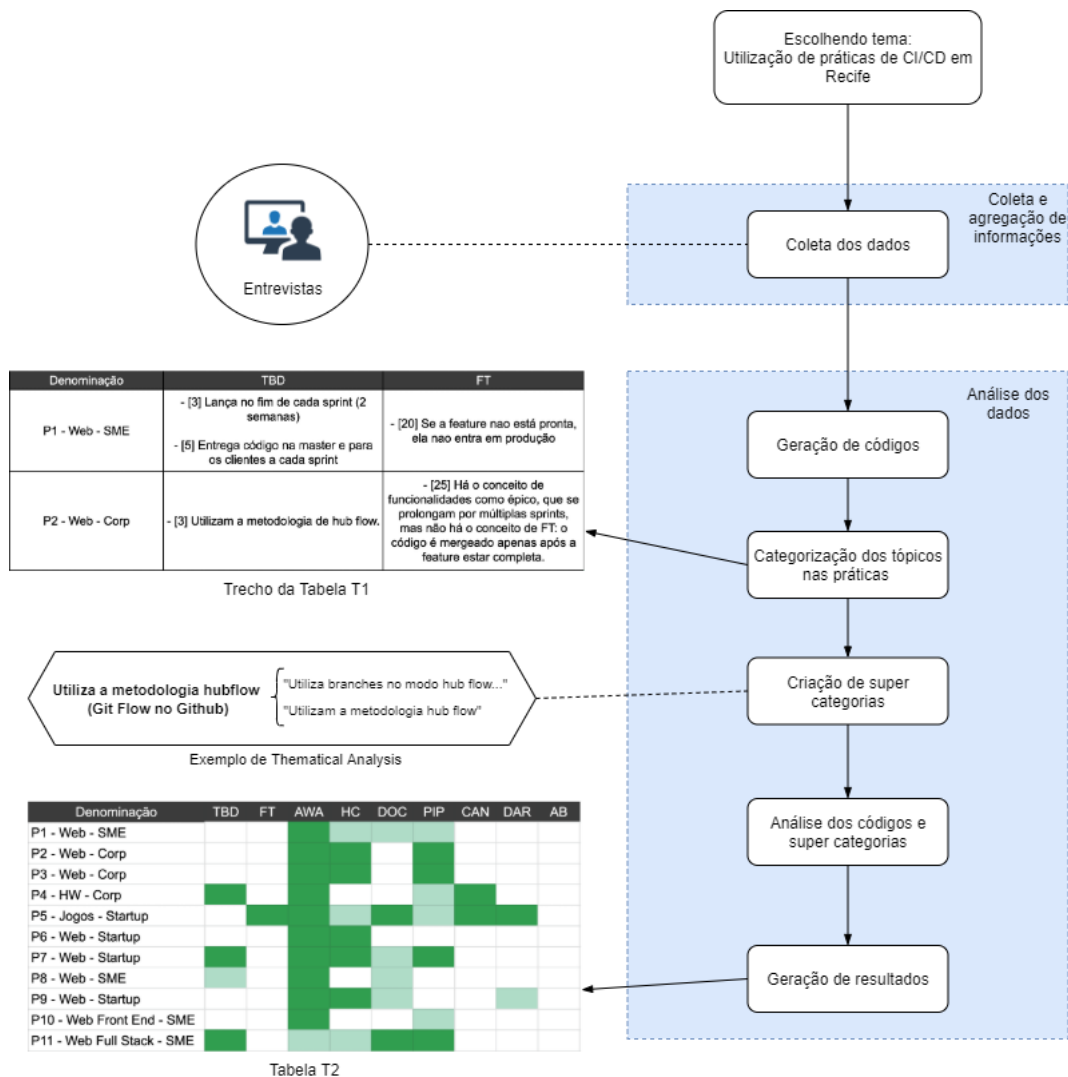 Escolhendo tema:
Utilização de práticas de CI/CD em
Recife
Coleta e
agregação de
informações
Coleta dos dados
Entrevistas
Análise dos
dados
Geração de códigos
Categorização dos tópicos
nas práticas
Criação de super
categorias
Análise dos códigos e
super categorias
Geração de resultados
Denominação TBD FT
P1 - Web - SME
- [3] Lança no fim de cada sprint (2
semanas)
- [5] Entrega código na master e para
os clientes a cada sprint
- [20] Se a feature nao está pronta,
ela nao entra em produção
P2 - Web - Corp
- [3] Utilizam a metodologia de hub flow.
- [25] Há o conceito de
funcionalidades como épico, que se
prolongam por múltiplas sprints,
mas não há o conceito de FT: o
código é mergeado apenas após a
feature estar completa.
Trecho da Tabela T1
Utiliza a metodologia hubflow
(Git Flow no Github)
"Utiliza branches no modo hub flow..."
"Utilizam a metodologia hub flow"
Exemplo de Thematical Analysis
Denominação TBD FT AWA HC DOC PIP CAN DAR AB
P1 - Web - SME
P2 - Web - Corp
P3 - Web - Corp
P4 - HW - Corp
P5 - Jogos - Startup
P6 - Web - Startup
P7 - Web - Startup
P8 - Web - SME
P9 - Web - Startup
P10 - Web Front End - SME
P11 - Web Full Stack - SME
Tabela T2